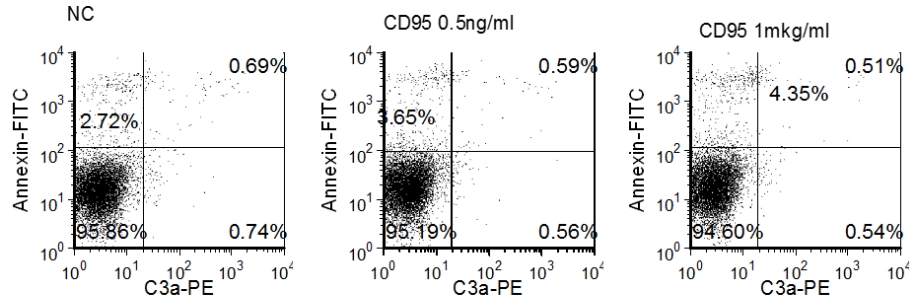 NC
CD95 0.5ng/ml
CD95 1mkg/ml
10^4
10^3
10^2
10^1
10^0
Annexin-FITC
0.69%
2.72%
95.86%
0.74%
10^0 10^1 10^2 10^3 10^4
C3a-PE
10^4
10^3
10^2
10^1
10^0
Annexin-FITC
0.59%
3.65%
95.19%
0.56%
10^0 10^1 10^2 10^3 10^4
C3a-PE
10^4
10^3
10^2
10^1
10^0
Annexin-FITC
0.51%
4.35%
94.60%
0.54%
10^0 10^1 10^2 10^3 10^4
C3a-PE